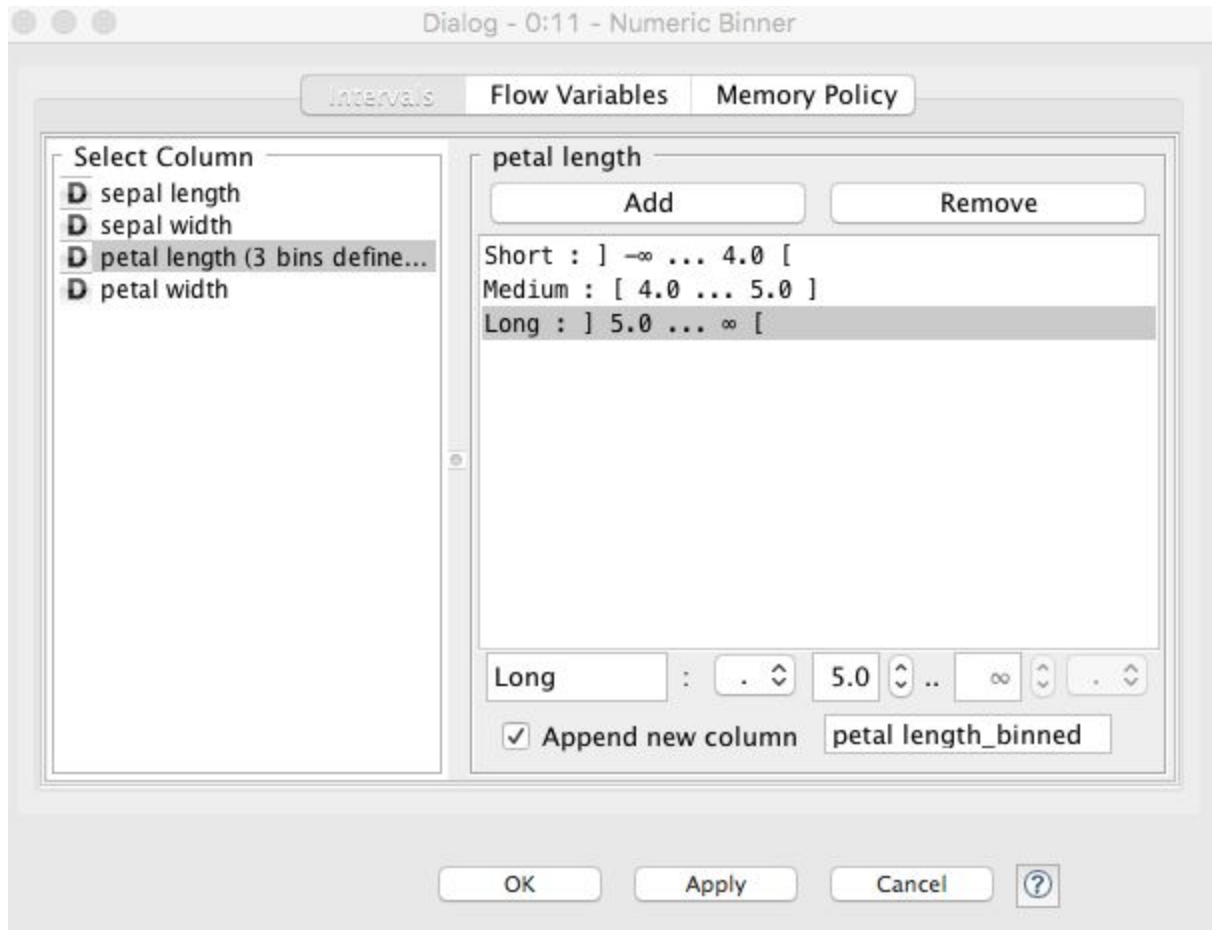 Dialog - 0:11 - Numeric Binner
Intervals Flow Variables Memory Policy
Select Column
D sepal length
D sepal width
D petal length (3 bins define...
D petal width
petal length
Add Remove
Short : ] -∞ ... 4.0 [
Medium : [ 4.0 ... 5.0 ]
Long : ] 5.0 ... ∞ [
Long : . 5.0 .. ∞ .
Append new column petal length_binned
OK Apply Cancel ?